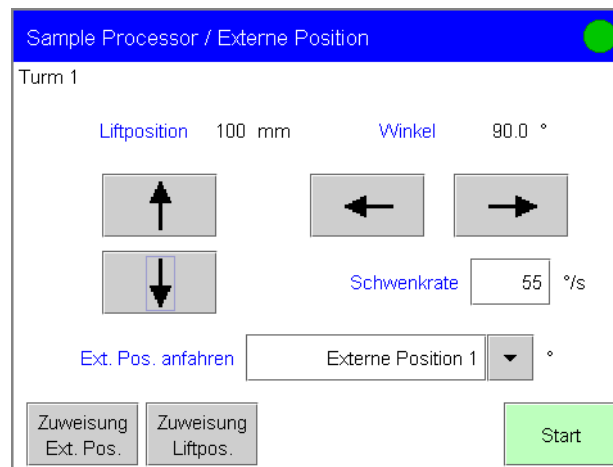 Sample Processor / Externe Position
Turm 1
Liftposition 100 mm Winkel 90.0 °
Schwenkrate 55 °/s
Ext. Pos. anfahren Externe Position 1 °
Zuweisung Ext. Pos. Zuweisung Liftpos. Start